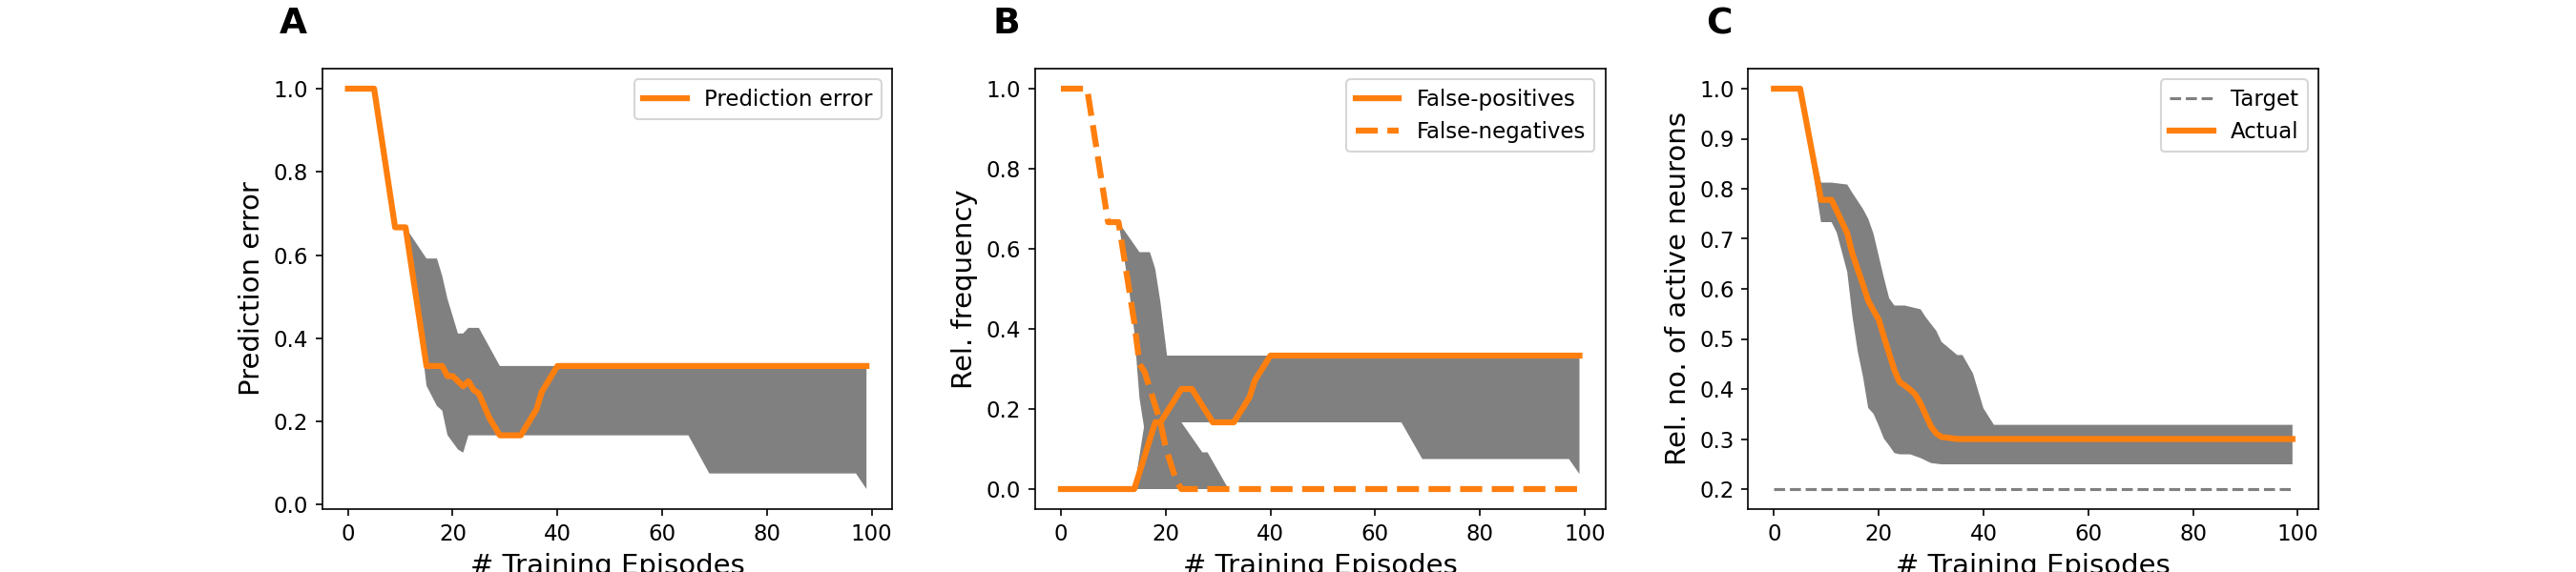 A
Prediction error
1.0
0.8
0.6
0.4
0.2
0.0
Prediction error
0
20
40
60
80
100
# Training Episodes
B
False-positives
False-negatives
1.0
0.8
0.6
0.4
0.2
0.0
Rel. frequency
0
20
40
60
80
100
# Training Episodes
C
Target
Actual
1.0
0.9
0.8
0.7
0.6
0.5
0.4
0.3
0.2
Rel. no. of active neurons
0
20
40
60
80
100
# Training Episodes